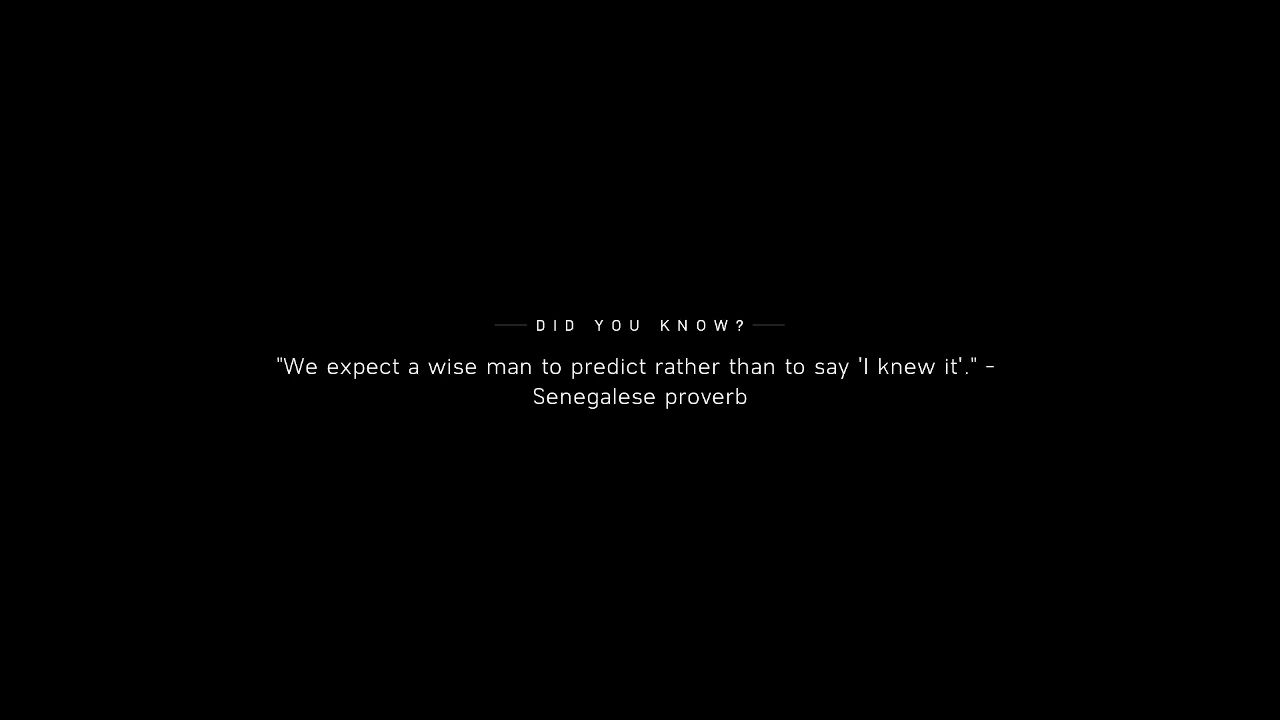 DID YOU KNOW?
"We expect a wise man to predict rather than to say 'I knew it'." -
Senegalese proverb